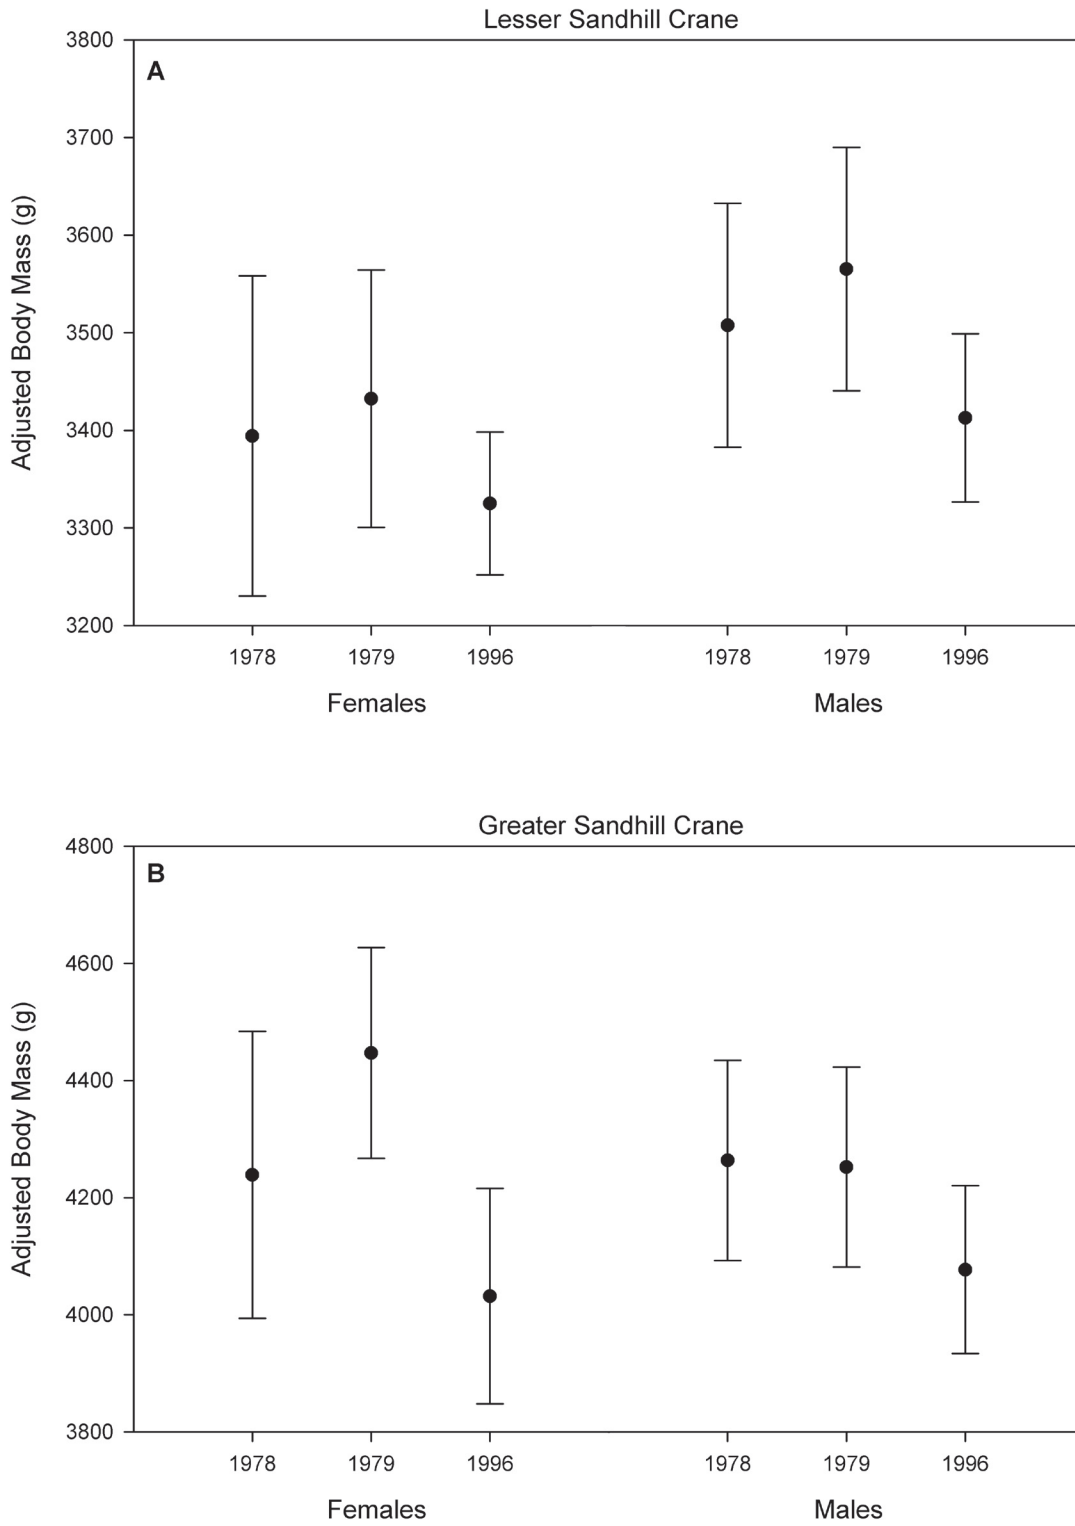 Lesser Sandhill Crane
A
Adjusted Body Mass (g)
3800
3700
3600
3500
3400
3300
3200
1978 1979 1996 1978 1979 1996
Females Males
Greater Sandhill Crane
B
Adjusted Body Mass (g)
4800
4600
4400
4200
4000
3800
1978 1979 1996 1978 1979 1996
Females Males